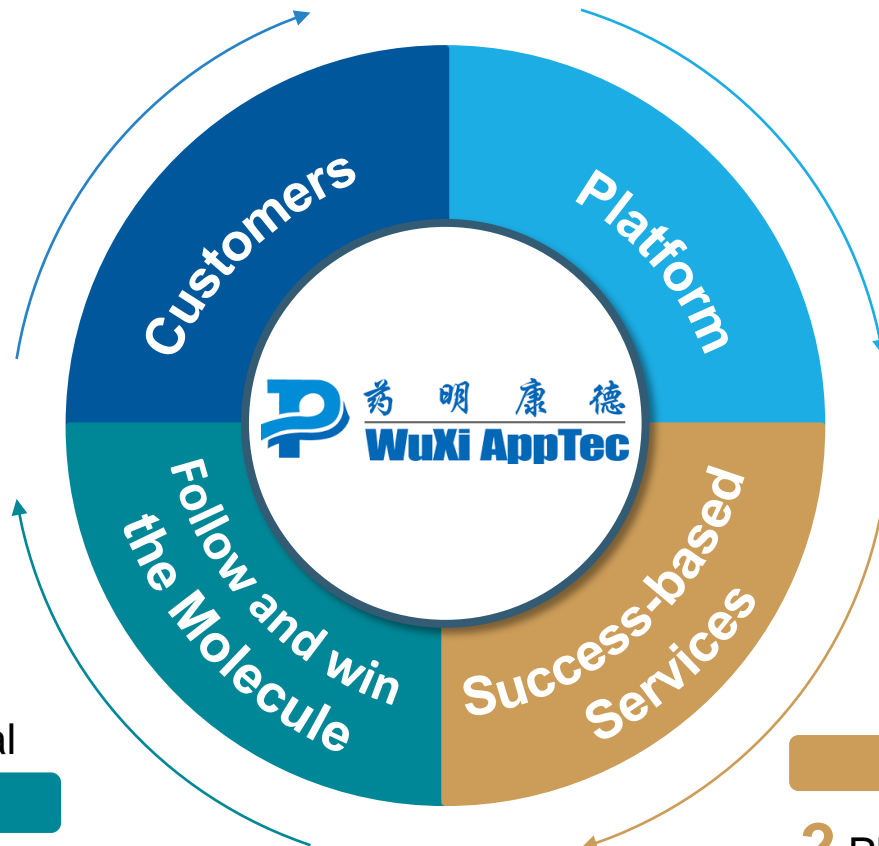 Customers
Platform
药明康德
WuXi AppTec
Follow and win
the Molecule
Success-based
Services